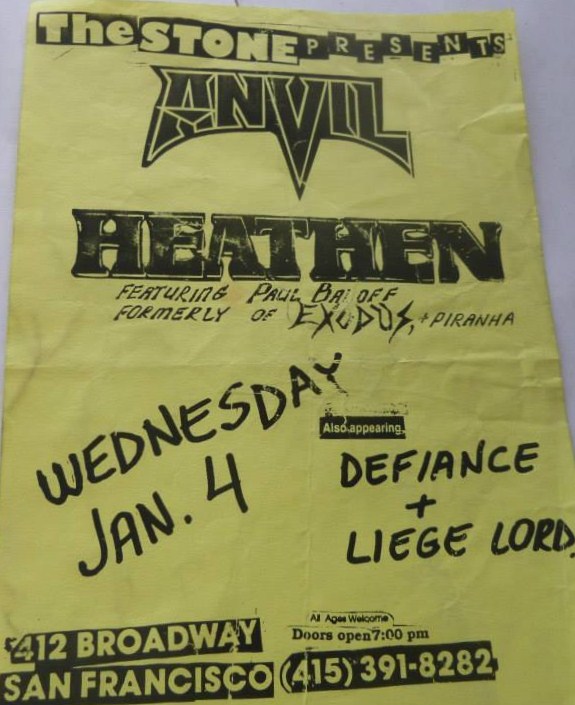 The STONE PRESENTS
ANVIL
HEATHEN
FEATURING PAUL BALOFF
FORMERLY OF EXODUS, + PIRANHA
WEDNESDAY
JAN. 4
Also appearing
DEFIANCE
+
LIEGE LORD
All Ages Welcome
Doors open 7:00 pm
412 BROADWAY
SAN FRANCISCO (415) 391-8282